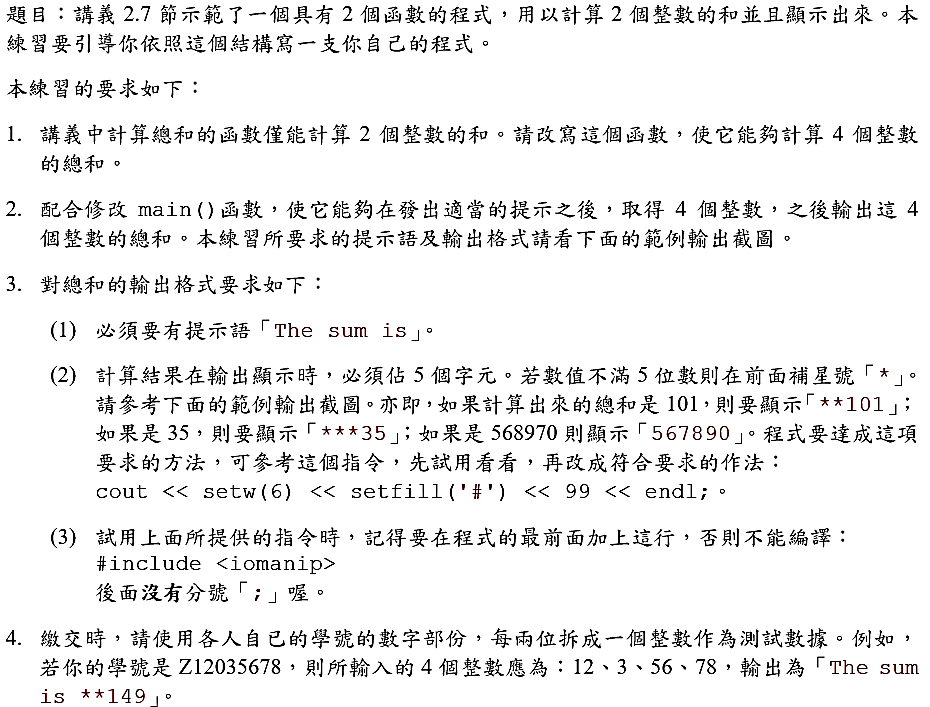 題目：講義 2.7 節示範了一個具有 2 個函數的程式，用以計算 2 個整數的和並且顯示出來。本
練習要引導你依照這個結構寫一支你自己的程式。
本練習的要求如下：
1. 講義中計算總和的函數僅能計算 2 個整數的和。請改寫這個函數，使它能夠計算 4 個整數
的總和。
2. 配合修改 main()函數，使它能夠在發出適當的提示之後，取得 4 個整數，之後輸出這 4
個整數的總和。本練習所要求的提示語及輸出格式請看下面的範例輸出截圖。
3. 對總和的輸出格式要求如下：
(1) 必須要有提示語「The sum is」。
(2) 計算結果在輸出顯示時，必須佔 5 個字元。若數值不滿 5 位數則在前面補星號「*」。
請參考下面的範例輸出截圖。亦即，如果計算出來的總和是 101，則要顯示「**101」；
如果是 35，則要顯示「***35」；如果是 568970 則顯示「567890」。程式要達成這項
要求的方法，可參考這個指令，先試用看看，再改成符合要求的作法：
cout << setw(6) << setfill('#') << 99 << endl;。
(3) 試用上面所提供的指令時，記得要在程式的最前面加上這行，否則不能編譯：
#include <iomanip>
後面沒有分號「;」喔。
4. 繳交時，請使用各人自已的學號的數字部份，每兩位拆成一個整數作為測試數據。例如，
若你的學號是 Z12035678，則所輸入的 4 個整數應為：12、3、56、78，輸出為「The sum
is **149」。